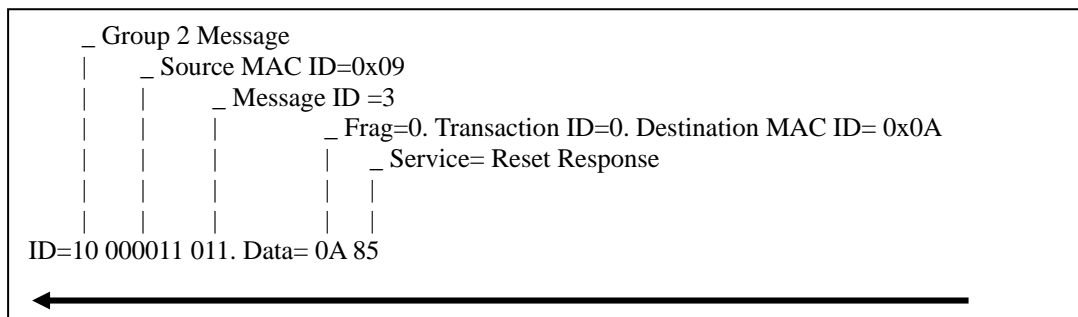 _ Group 2 Message
| _ Source MAC ID=0x09
| | _ Message ID =3
| | | _ Frag=0. Transaction ID=0. Destination MAC ID= 0x0A
| | | | _ Service= Reset Response
| | | | |
| | | | |
ID=10 000011 011. Data= 0A 85